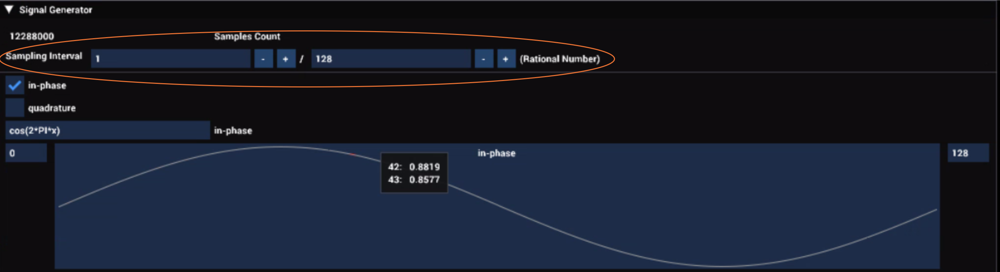 Signal Generator
12288000 Samples Count
Sampling Interval 1 - + / 128 - + (Rational Number)
in-phase
quadrature
cos(2*PI*x) in-phase
0 in-phase 128
42: 0.8819
43: 0.8577